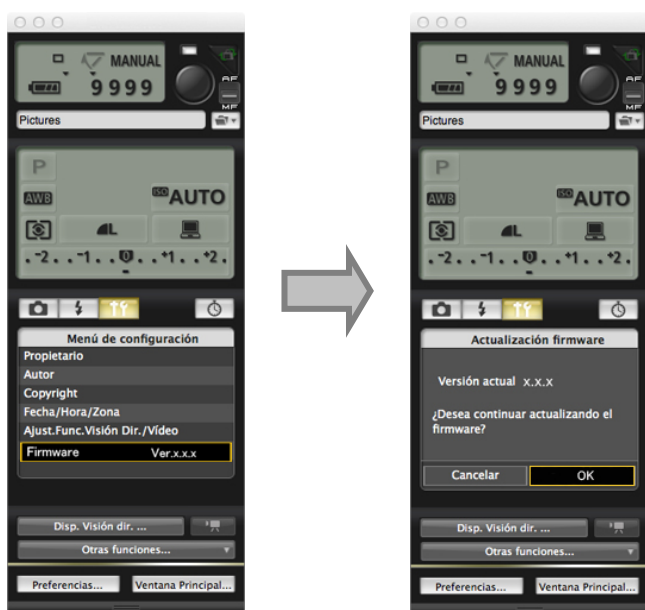 MANUAL
9999
AF
MF
Pictures
P
AWB
ISO AUTO
L
.-2..-1..0..+1..+2.
Menú de configuración
Propietario
Autor
Copyright
Fecha/Hora/Zona
Ajust.Func.Visión Dir./Vídeo
Firmware Ver.x.x.x
Disp. Visión dir. ...
Otras funciones...
Preferencias... Ventana Principal...
MANUAL
9999
AF
MF
Pictures
P
AWB
ISO AUTO
L
.-2..-1..0..+1..+2.
Actualización firmware
Versión actual x.x.x
¿Desea continuar actualizando el
firmware?
Cancelar OK
Disp. Visión dir. ...
Otras funciones...
Preferencias... Ventana Principal...